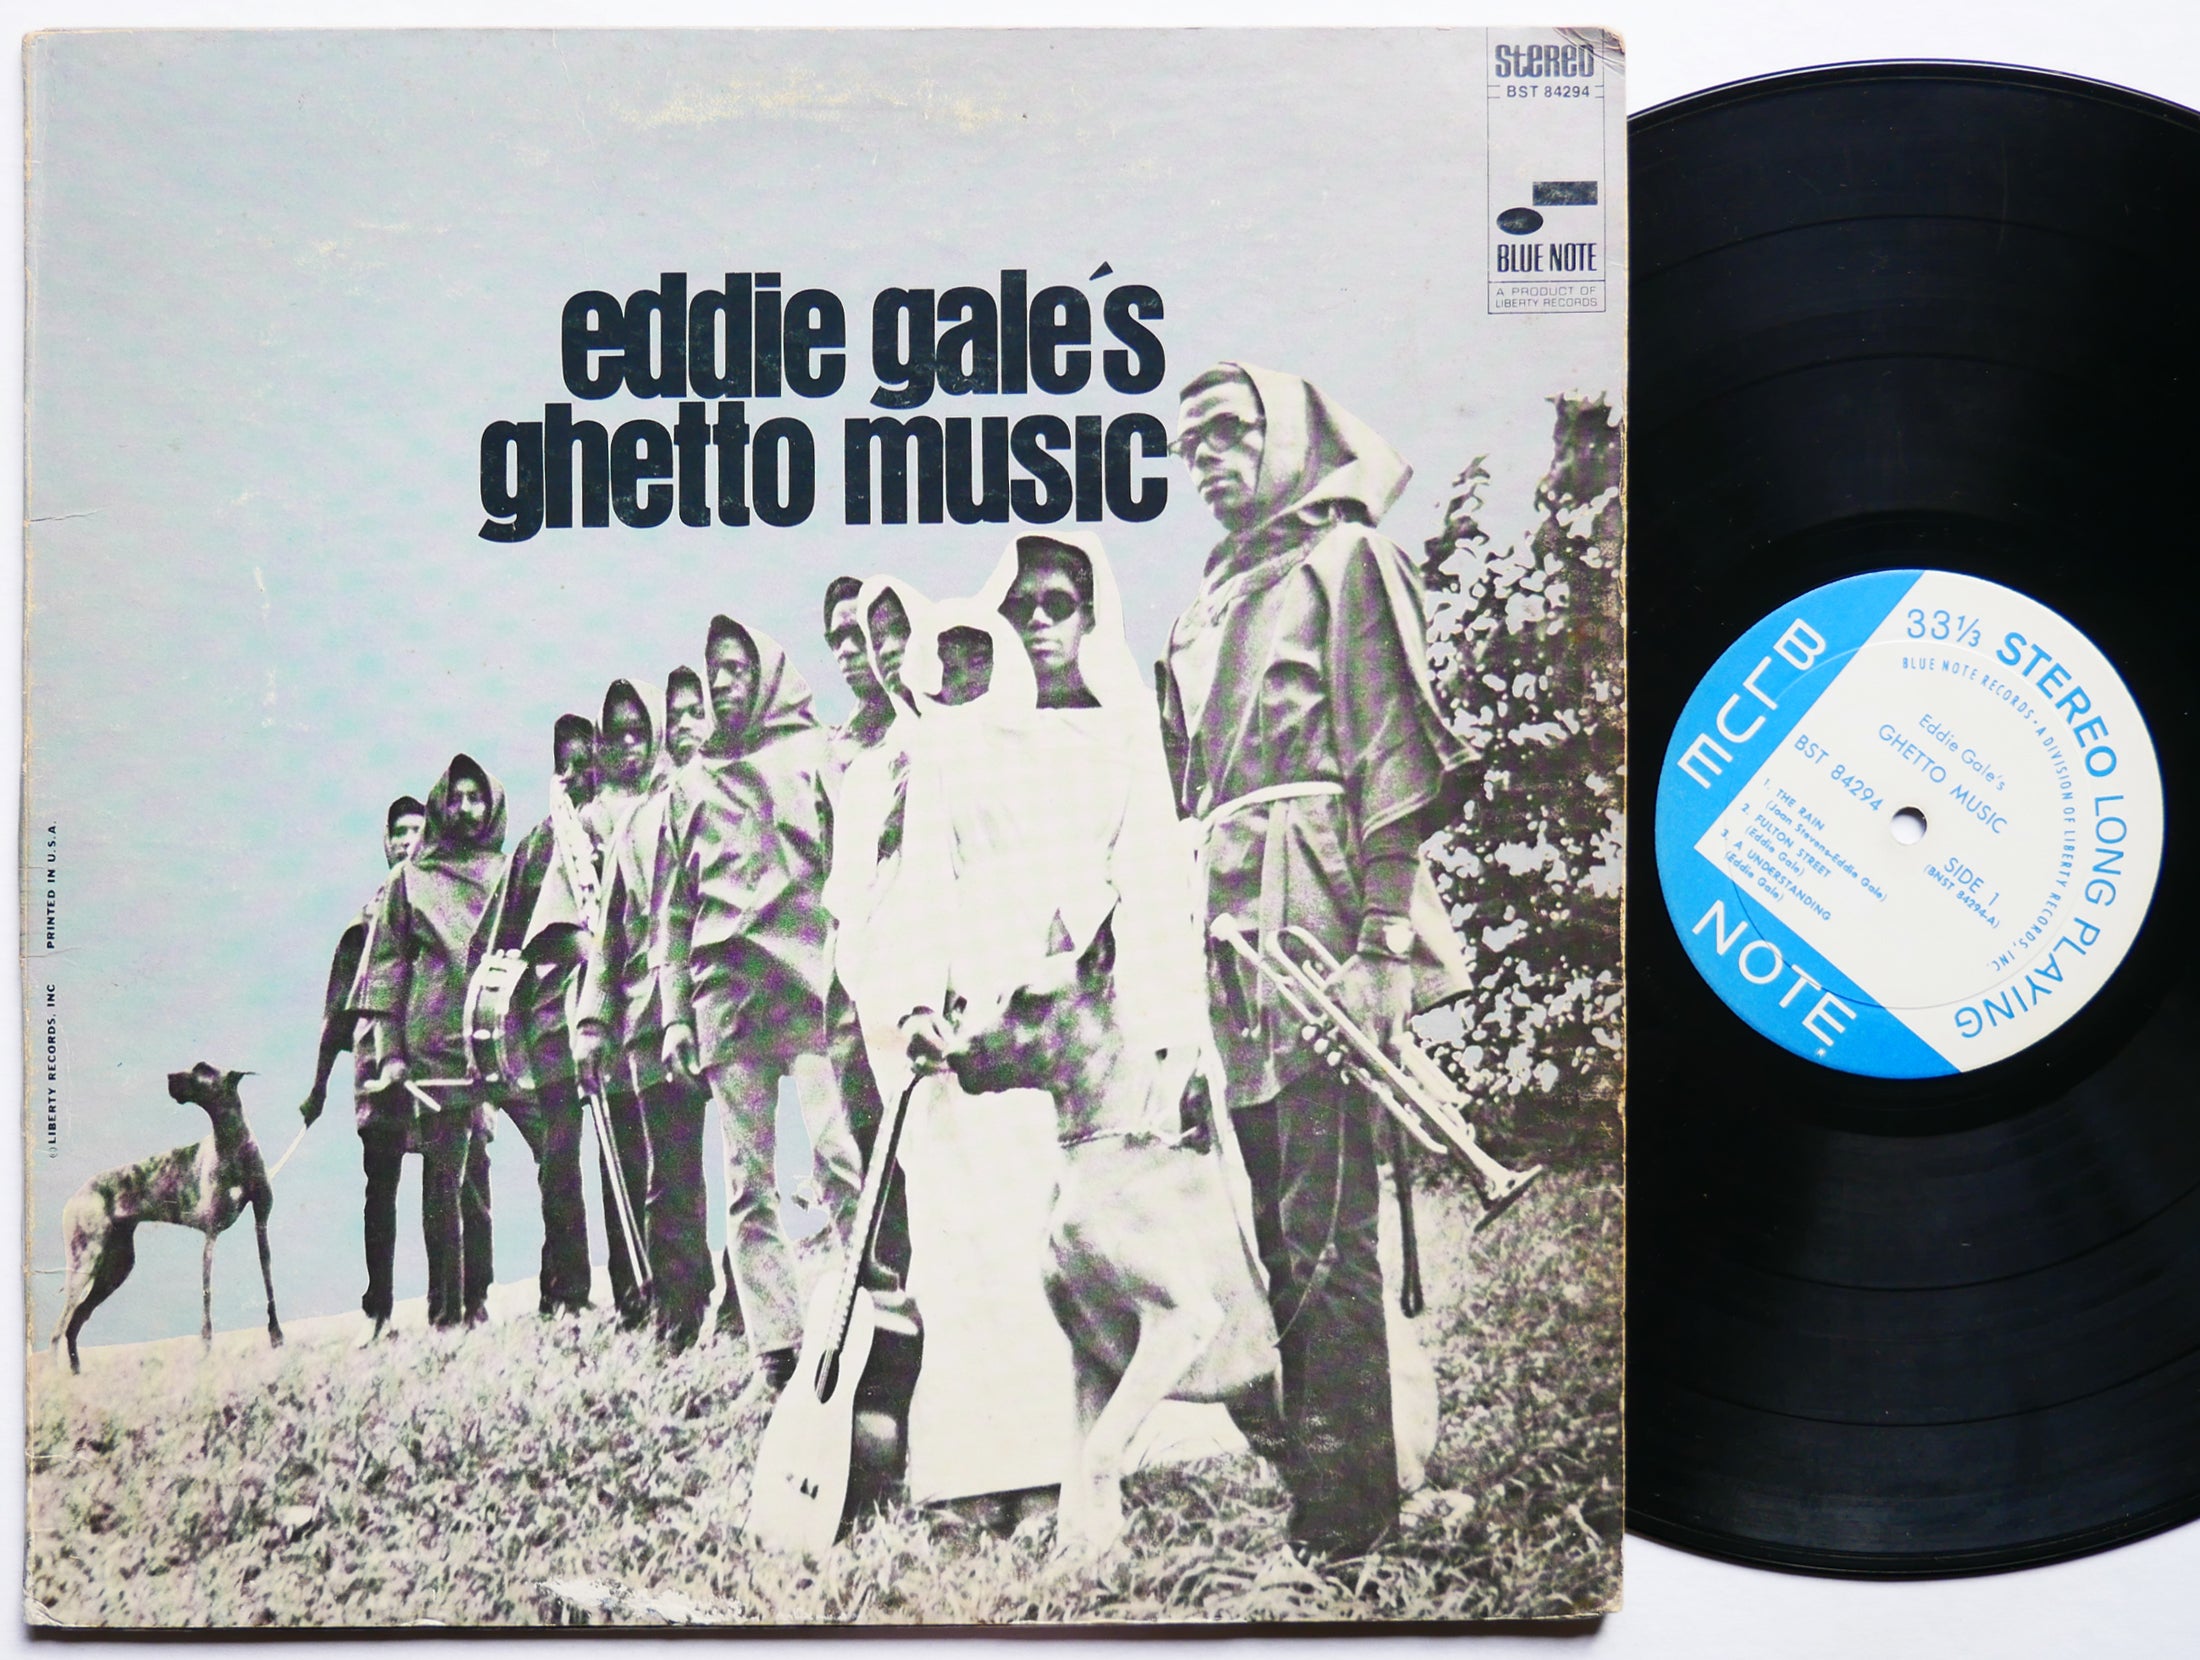 stereo
BST 84294
BLUE NOTE
A PRODUCT OF
LIBERTY RECORDS
eddie gale's
ghetto music
LIBERTY RECORDS, INC PRINTED IN U.S.A.
BLUE
NOTE
33 1/3 STEREO LONG PLAYING
BLUE NOTE RECORDS · A DIVISION OF LIBERTY RECORDS, INC.
Eddie Gale's
GHETTO MUSIC
BST 84294
SIDE 1
(BNST 84294-A)
1. THE RAIN
(Joan Stevens-Eddie Gale)
2. FULTON STREET
(Eddie Gale)
3. A UNDERSTANDING
(Eddie Gale)